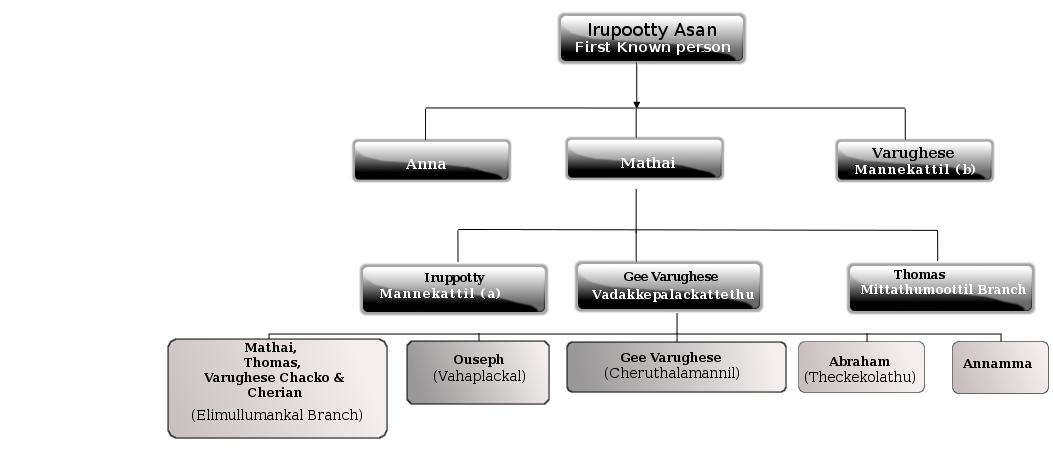 Irupootty Asan
First Known person
Anna
Mathai
Varughese
Mannekattil (b)
Iruppotty
Mannekattil (a)
Gee Varughese
Vadakkepalackattethu
Thomas
Mittathumoottil Branch
Mathai,
Thomas,
Varughese Chacko &
Cherian
(Elimullumankal Branch)
Ouseph
(Vahaplackal)
Gee Varughese
(Cheruthalamannil)
Abraham
(Theckekolathu)
Annamma